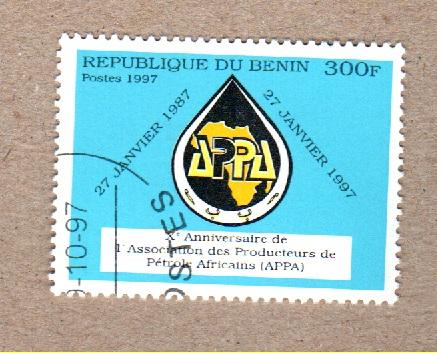 REPUBLIQUE DU BENIN 300F
Postes 1997
27 JANVIER 1987
27 JANVIER 1997
APPA
Xe Anniversaire de
l'Association des Producteurs de
Pétrole Africains (APPA)
-10-97
STES